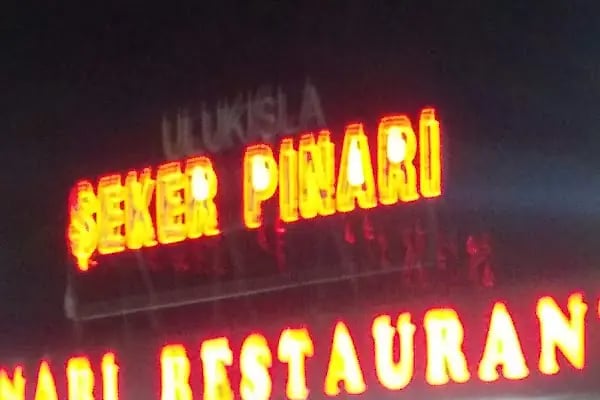 ULUKIŞLA
ŞEKER PINARI
NARI RESTAURAN